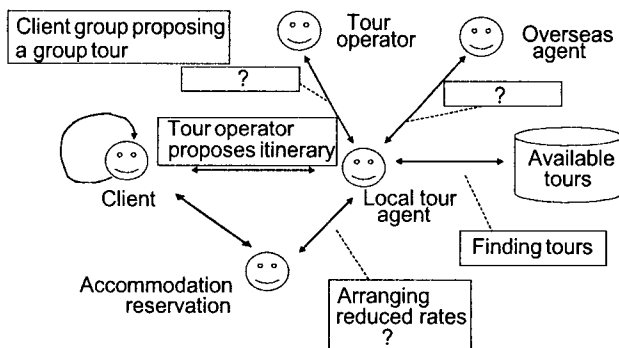 Client group proposing
a group tour
Tour
operator
Overseas
agent
?
?
Tour operator
proposes itinerary
Available
tours
Client
Local tour
agent
Finding tours
Accommodation
reservation
Arranging
reduced rates
?